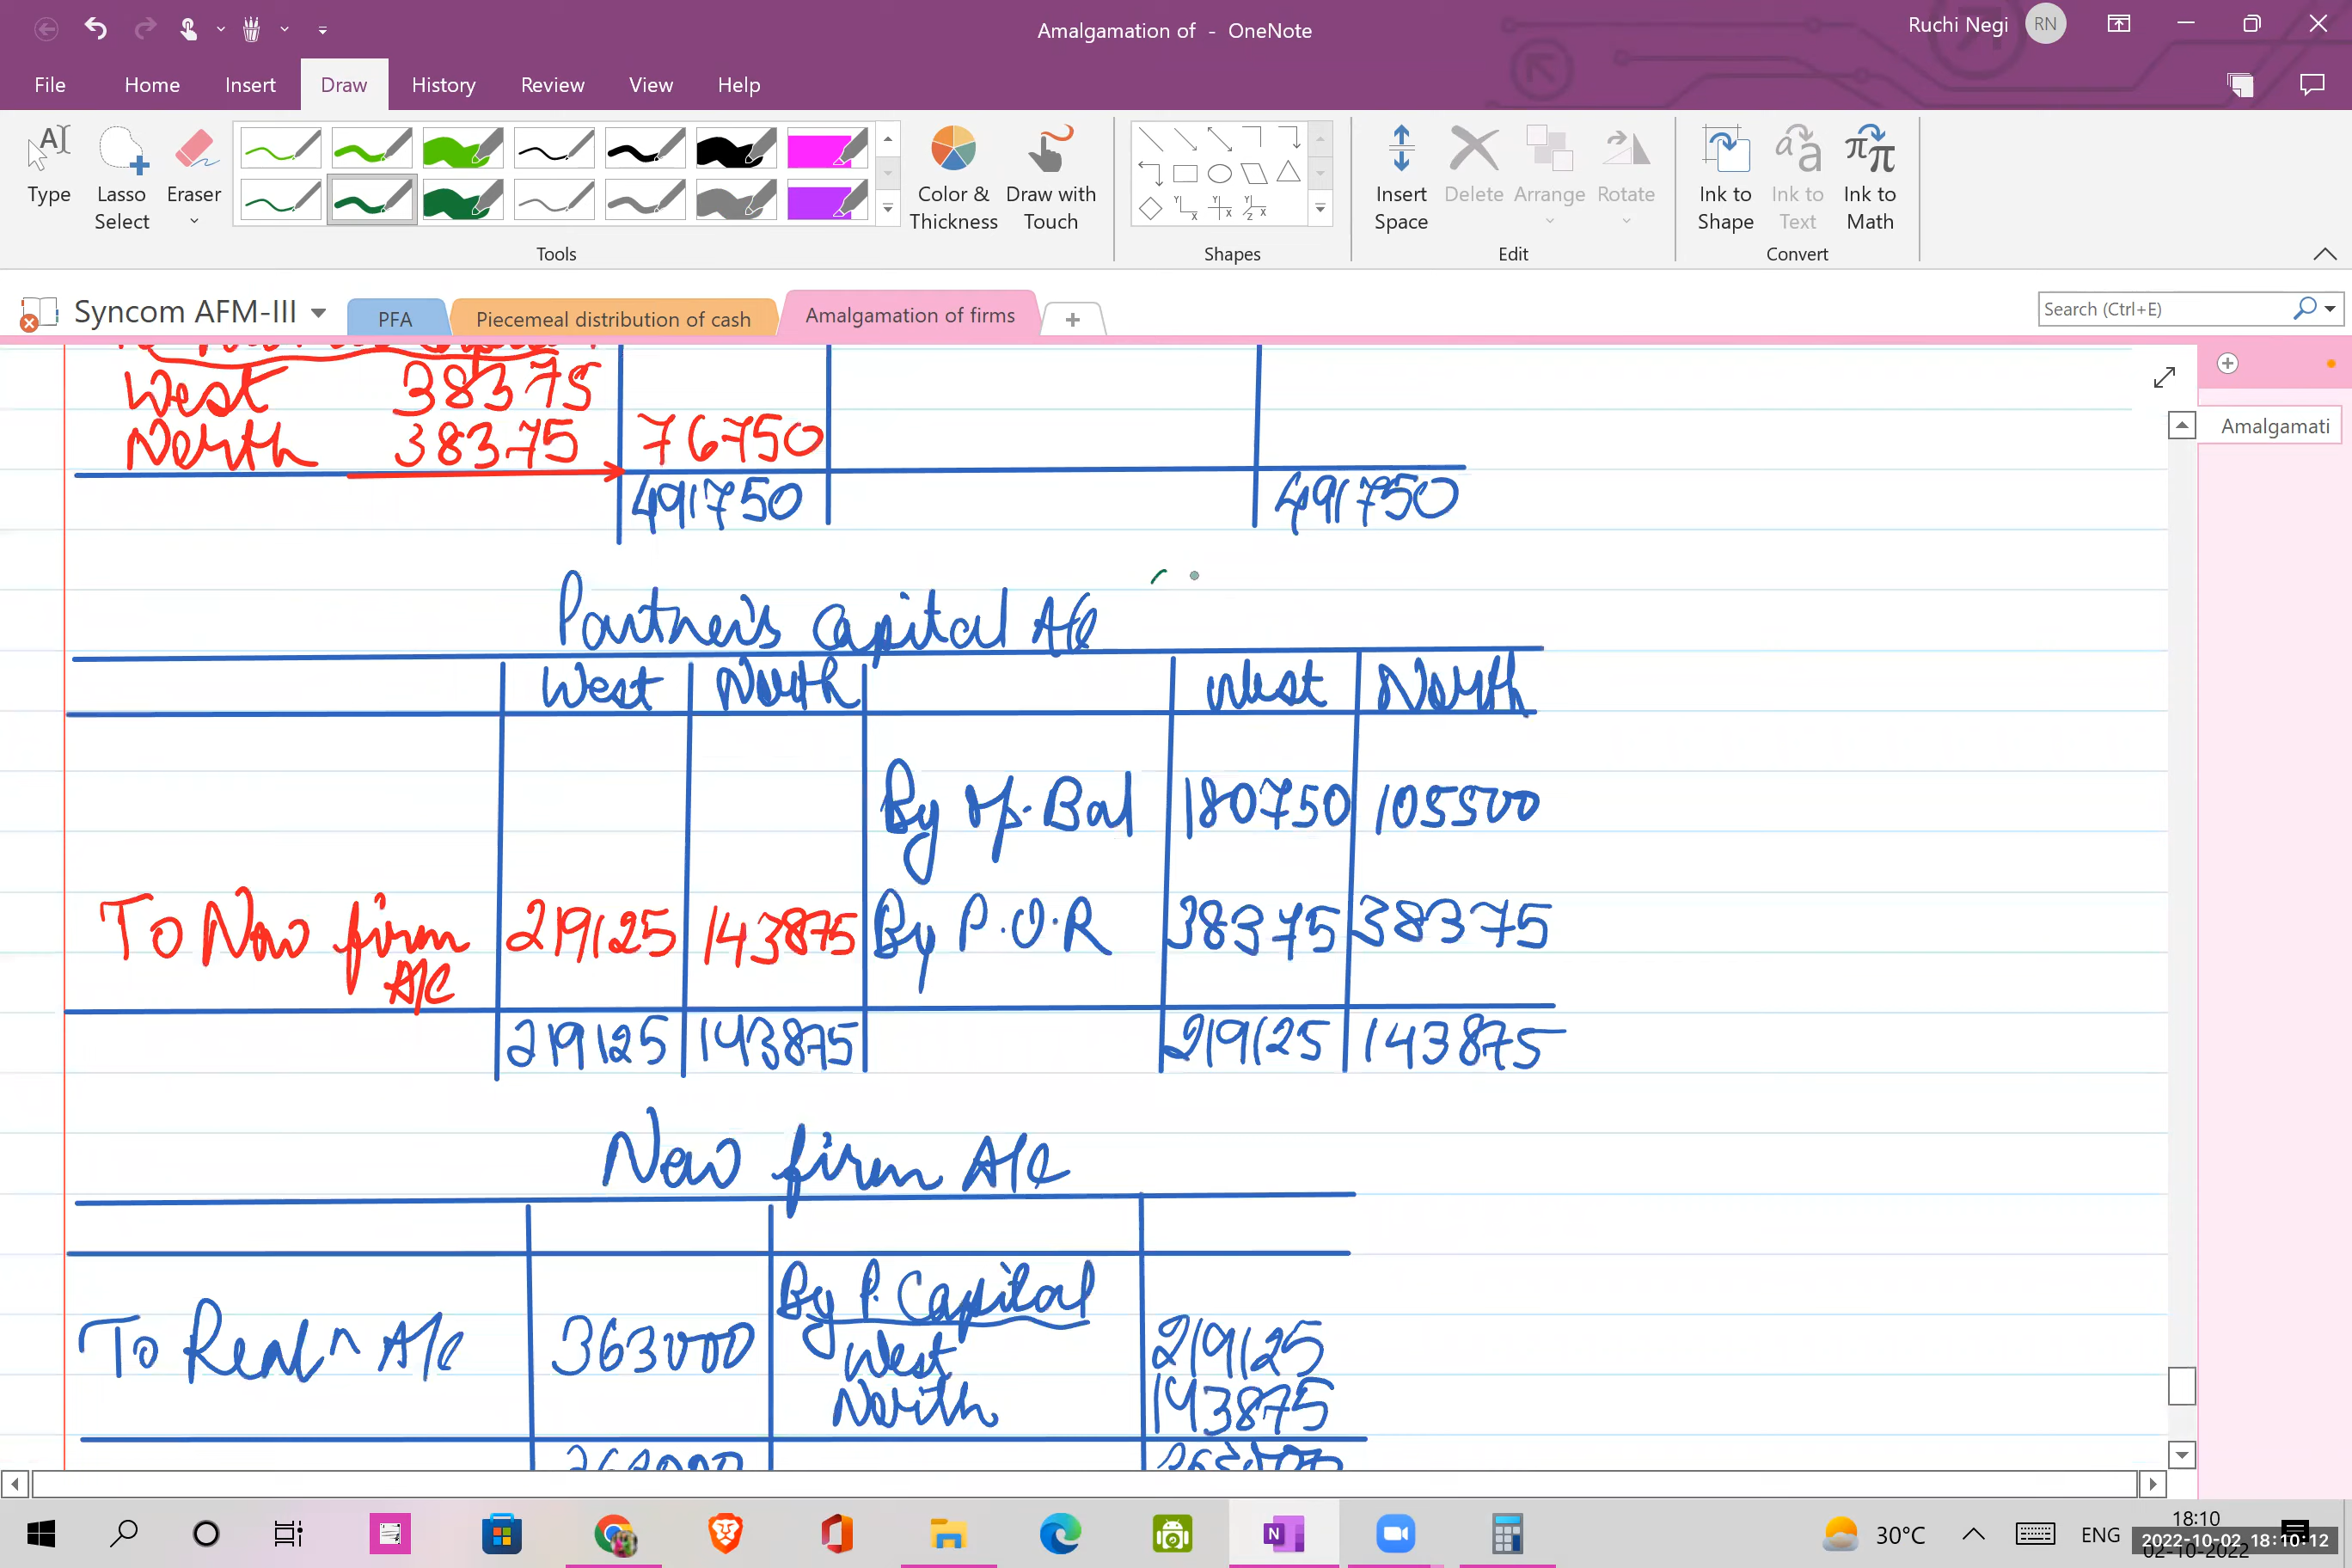 Amalgamation of - OneNote
Ruchi Negi RN
File Home Insert Draw History Review View Help
Type
Lasso Select
Eraser
Color & Thickness
Draw with Touch
Insert Space
Delete
Arrange
Rotate
Ink to Shape
Ink to Text
Ink to Math
Tools Shapes Edit Convert
Syncom AFM-III PFA Piecemeal distribution of cash Amalgamation of firms + Search (Ctrl+E)
Amalgamati
West 38375
North 38375 76750
491750 491750
Partner's Capital A/c
West North West North
By Op. Bal 180750 105500
To New firm A/c 219125 143875 By P.O.R 38375 38375
219125 143875 219125 143875
New firm A/c
By P. Capital
To Realn A/c 363000 West 219125
North 143875
30°C ENG 18:10
2022-10-02 18:10:12
02-10-2022